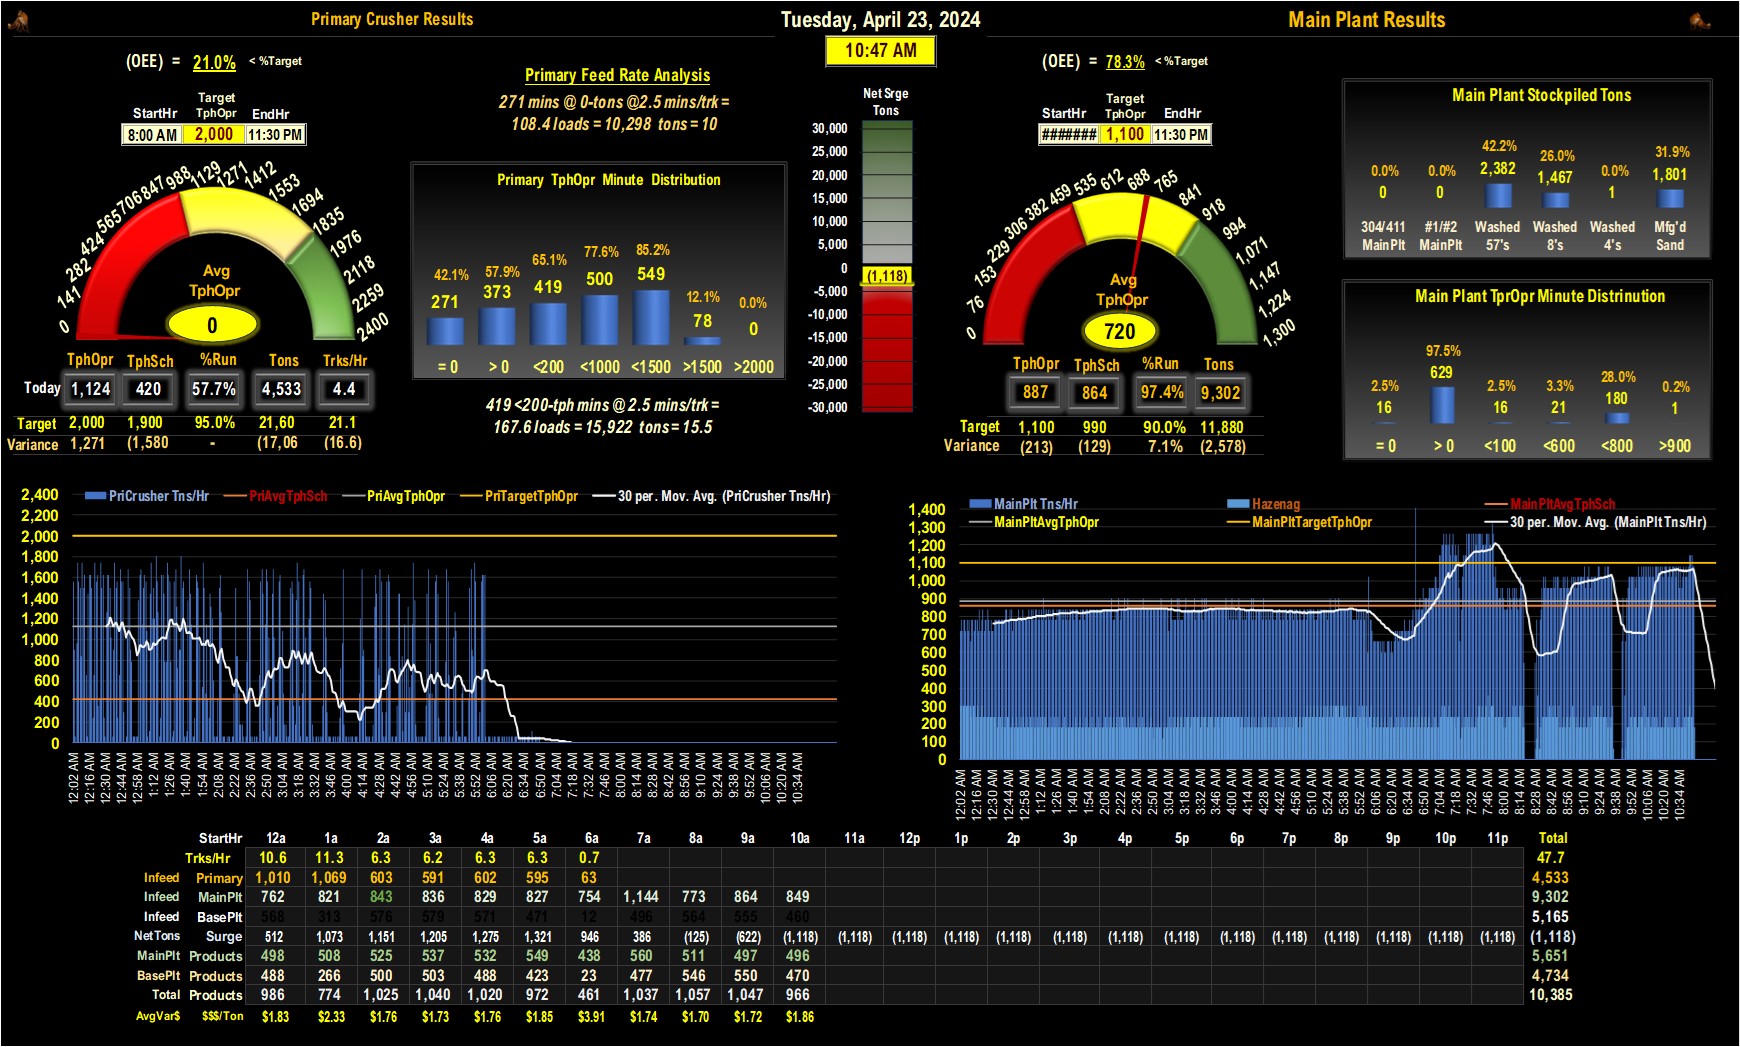 Primary Crusher Results
Tuesday, April 23, 2024
Main Plant Results
10:47 AM
(OEE) = 21.0% < %Target
StartHr Target TphOpr EndHr
8:00 AM 2,000 11:30 PM
Primary Feed Rate Analysis
271 mins @ 0-tons @2.5 mins/trk =
108.4 loads = 10,298 tons = 10
Net Srge
Tons
(OEE) = 78.3% < %Target
StartHr Target TphOpr EndHr
####### 1,100 11:30 PM
0 141 282 424 565 706 847 988 1129 1271 1412 1553 1694 1835 1976 2118 2259 2400
Avg
TphOpr
0
TphOpr TphSch %Run Tons Trks/Hr
Today 1,124 420 57.7% 4,533 4.4
Target 2,000 1,900 95.0% 21,60 21.1
Variance 1,271 (1,580 - (17,06 (16.6)
Primary TphOpr Minute Distribution
42.1% 57.9% 65.1% 77.6% 85.2% 12.1% 0.0%
271 373 419 500 549 78 0
= 0 > 0 <200 <1000 <1500 >1500 >2000
419 <200-tph mins @ 2.5 mins/trk =
167.6 loads = 15,922 tons = 15.5
30,000
25,000
20,000
15,000
10,000
5,000
0
(1,118)
-5,000
-10,000
-15,000
-20,000
-25,000
-30,000
0 76 153 229 306 382 459 535 612 688 765 841 918 994 1,071 1,147 1,224 1,300
Avg
TphOpr
720
TphOpr TphSch %Run Tons
887 864 97.4% 9,302
Target 1,100 990 90.0% 11,880
Variance (213) (129) 7.1% (2,578)
Main Plant Stockpiled Tons
0.0% 0.0% 42.2% 26.0% 0.0% 31.9%
0 0 2,382 1,467 1 1,801
304/411 #1/#2 Washed Washed Washed Mfg'd
MainPlt MainPlt 57's 8's 4's Sand
Main Plant TprOpr Minute Distrinution
2.5% 97.5% 2.5% 3.3% 28.0% 0.2%
16 629 16 21 180 1
= 0 > 0 <100 <600 <800 >900
PriCrusher Tns/Hr PriAvgTphSch PriAvgTphOpr PriTargetTphOpr 30 per. Mov. Avg. (PriCrusher Tns/Hr)
2,400
2,200
2,000
1,800
1,600
1,400
1,200
1,000
800
600
400
200
0
12:02 AM 12:16 AM 12:30 AM 12:44 AM 12:58 AM 1:12 AM 1:26 AM 1:40 AM 1:54 AM 2:08 AM 2:22 AM 2:36 AM 2:50 AM 3:04 AM 3:18 AM 3:32 AM 3:46 AM 4:00 AM 4:14 AM 4:28 AM 4:42 AM 4:56 AM 5:10 AM 5:24 AM 5:38 AM 5:52 AM 6:06 AM 6:20 AM 6:34 AM 6:50 AM 7:04 AM 7:18 AM 7:32 AM 7:46 AM 8:00 AM 8:14 AM 8:28 AM 8:42 AM 8:56 AM 9:10 AM 9:24 AM 9:38 AM 9:52 AM 10:06 AM 10:20 AM 10:34 AM
MainPlt Tns/Hr Hazenag MainPltAvgTphSch
MainPltAvgTphOpr MainPltTargetTphOpr 30 per. Mov. Avg. (MainPlt Tns/Hr)
1,400
1,300
1,200
1,100
1,000
900
800
700
600
500
400
300
200
100
0
12:02 AM 12:16 AM 12:30 AM 12:44 AM 12:58 AM 1:12 AM 1:26 AM 1:40 AM 1:54 AM 2:08 AM 2:22 AM 2:36 AM 2:50 AM 3:04 AM 3:18 AM 3:32 AM 3:46 AM 4:00 AM 4:14 AM 4:28 AM 4:42 AM 4:56 AM 5:10 AM 5:24 AM 5:38 AM 5:52 AM 6:06 AM 6:20 AM 6:34 AM 6:50 AM 7:04 AM 7:18 AM 7:32 AM 7:46 AM 8:00 AM 8:14 AM 8:28 AM 8:42 AM 8:56 AM 9:10 AM 9:24 AM 9:38 AM 9:52 AM 10:06 AM 10:20 AM 10:34 AM
StartHr 12a 1a 2a 3a 4a 5a 6a 7a 8a 9a 10a 11a 12p 1p 2p 3p 4p 5p 6p 7p 8p 9p 10p 11p Total
Trks/Hr 10.6 11.3 6.3 6.2 6.3 6.3 0.7 47.7
Infeed Primary 1,010 1,069 603 591 602 595 63 4,533
Infeed MainPlt 762 821 843 836 829 827 754 1,144 773 864 849 9,302
Infeed BasePlt 568 313 576 579 571 471 12 496 564 555 460 5,165
NetTons Surge 512 1,073 1,151 1,205 1,275 1,321 946 386 (125) (622) (1,118) (1,118) (1,118) (1,118) (1,118) (1,118) (1,118) (1,118) (1,118) (1,118) (1,118) (1,118) (1,118) (1,118) (1,118)
MainPlt Products 498 508 525 537 532 549 438 560 511 497 496 5,651
BasePlt Products 488 266 500 503 488 423 23 477 546 550 470 4,734
Total Products 986 774 1,025 1,040 1,020 972 461 1,037 1,057 1,047 966 10,385
AvgVar$ $$$/Ton $1.83 $2.33 $1.76 $1.73 $1.76 $1.85 $3.91 $1.74 $1.70 $1.72 $1.86